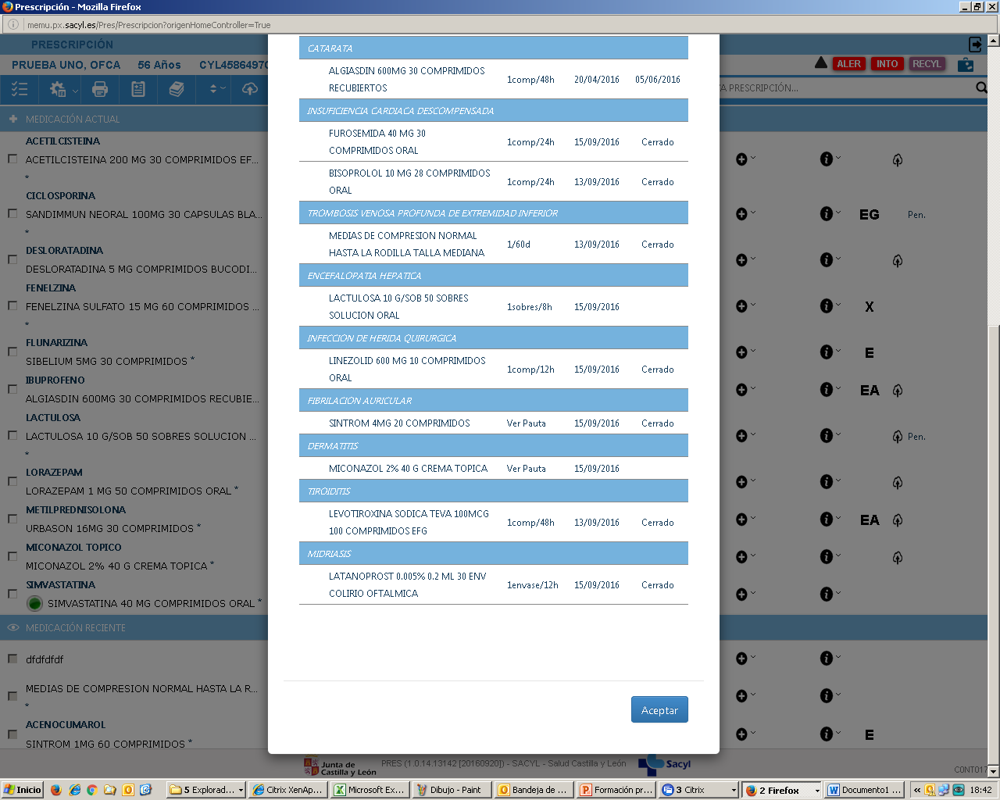 Prescripción - Mozilla Firefox
memu.px.sacyl.es/Pres/Prescripcion?origenHomeController=True
PRESCRIPCIÓN
PRUEBA UNO, OFCA 56 Años CYL4586497
ALER INTO RECYL
A PRESCRIPCIÓN...
MEDICACIÓN ACTUAL
ACETILCISTEINA
ACETILCISTEINA 200 MG 30 COMPRIMIDOS EF...
*
CICLOSPORINA
SANDIMMUN NEORAL 100MG 30 CAPSULAS BLA...
EG Pen.
*
DESLORATADINA
DESLORATADINA 5 MG COMPRIMIDOS BUCODI...
FENELZINA
FENELZINA SULFATO 15 MG 60 COMPRIMIDOS ...
X
*
FLUNARIZINA
SIBELIUM 5MG 30 COMPRIMIDOS *
E
IBUPROFENO
ALGIASDIN 600MG 30 COMPRIMIDOS RECUBIE...
EA
LACTULOSA
LACTULOSA 10 G/SOB 50 SOBRES SOLUCION ...
Pen.
*
LORAZEPAM
LORAZEPAM 1 MG 50 COMPRIMIDOS ORAL *
METILPREDNISOLONA
URBASON 16MG 30 COMPRIMIDOS *
EA
MICONAZOL TOPICO
MICONAZOL 2% 40 G CREMA TOPICA *
SIMVASTATINA
SIMVASTATINA 40 MG COMPRIMIDOS ORAL *
MEDICACIÓN RECIENTE
dfdfdfdf
MEDIAS DE COMPRESION NORMAL HASTA LA R...
*
ACENOCUMAROL
SINTROM 1MG 60 COMPRIMIDOS *
E
CATARATA
ALGIASDIN 600MG 30 COMPRIMIDOS
RECUBIERTOS
1comp/48h 20/04/2016 05/06/2016
INSUFICIENCIA CARDIACA DESCOMPENSADA
FUROSEMIDA 40 MG 30
COMPRIMIDOS ORAL
1comp/24h 15/09/2016 Cerrado
BISOPROLOL 10 MG 28 COMPRIMIDOS
ORAL
1comp/24h 13/09/2016 Cerrado
TROMBOSIS VENOSA PROFUNDA DE EXTREMIDAD INFERIOR
MEDIAS DE COMPRESION NORMAL
HASTA LA RODILLA TALLA MEDIANA
1/60d 13/09/2016 Cerrado
ENCEFALOPATIA HEPATICA
LACTULOSA 10 G/SOB 50 SOBRES
SOLUCION ORAL
1sobres/8h 15/09/2016
INFECCION DE HERIDA QUIRURGICA
LINEZOLID 600 MG 10 COMPRIMIDOS
ORAL
1comp/12h 15/09/2016 Cerrado
FIBRILACION AURICULAR
SINTROM 4MG 20 COMPRIMIDOS Ver Pauta 15/09/2016 Cerrado
DERMATITIS
MICONAZOL 2% 40 G CREMA TOPICA Ver Pauta 15/09/2016
TIROIDITIS
LEVOTIROXINA SODICA TEVA 100MCG
100 COMPRIMIDOS EFG
1comp/48h 13/09/2016 Cerrado
MIDRIASIS
LATANOPROST 0.005% 0.2 ML 30 ENV
COLIRIO OFTALMICA
1envase/12h 15/09/2016 Cerrado
Aceptar
Junta de
Castilla y León
PRES (1.0.14.13142 [20160920]) - SACYL - Salud Castilla y León
Sacyl
CONT017
Inicio 5 Explorad... Citrix XenAp... Microsoft Ex... Dibujo - Paint Bandeja de ... Formación pr... 3 Citrix 2 Firefox Documento1 ... 18:42